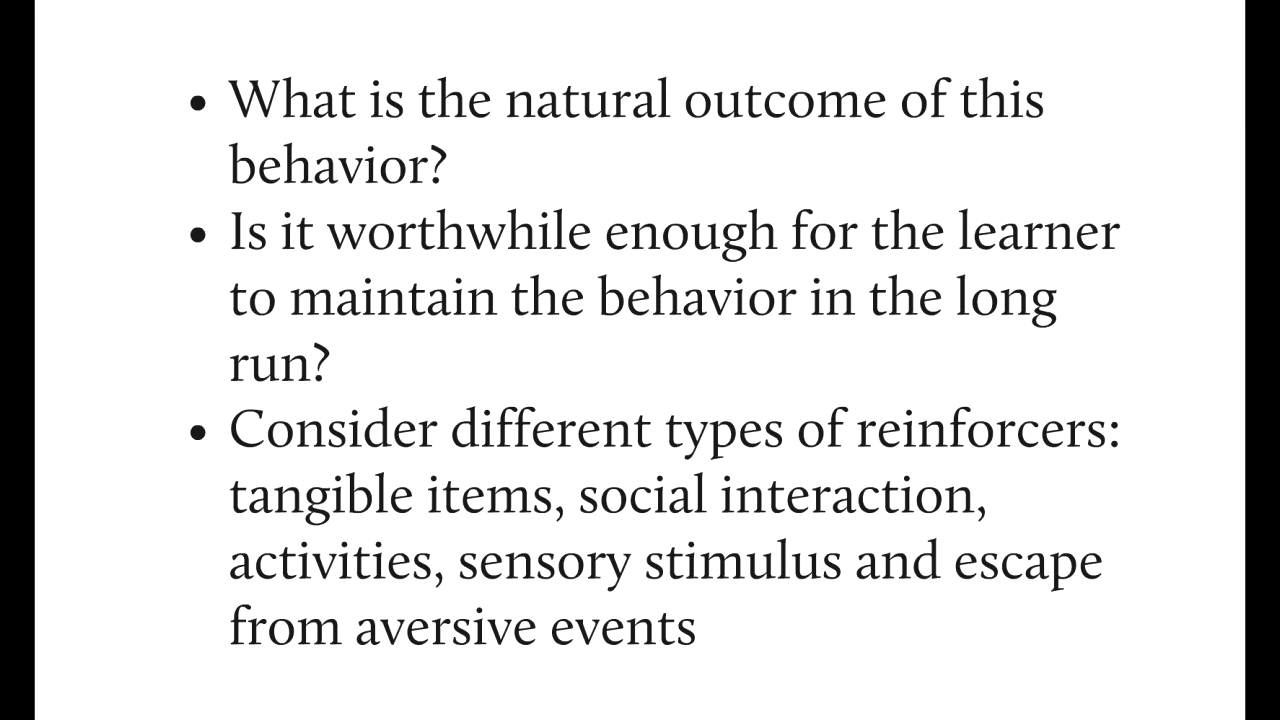 • What is the natural outcome of this
behavior?
• Is it worthwhile enough for the learner
to maintain the behavior in the long
run?
• Consider different types of reinforcers:
tangible items, social interaction,
activities, sensory stimulus and escape
from aversive events